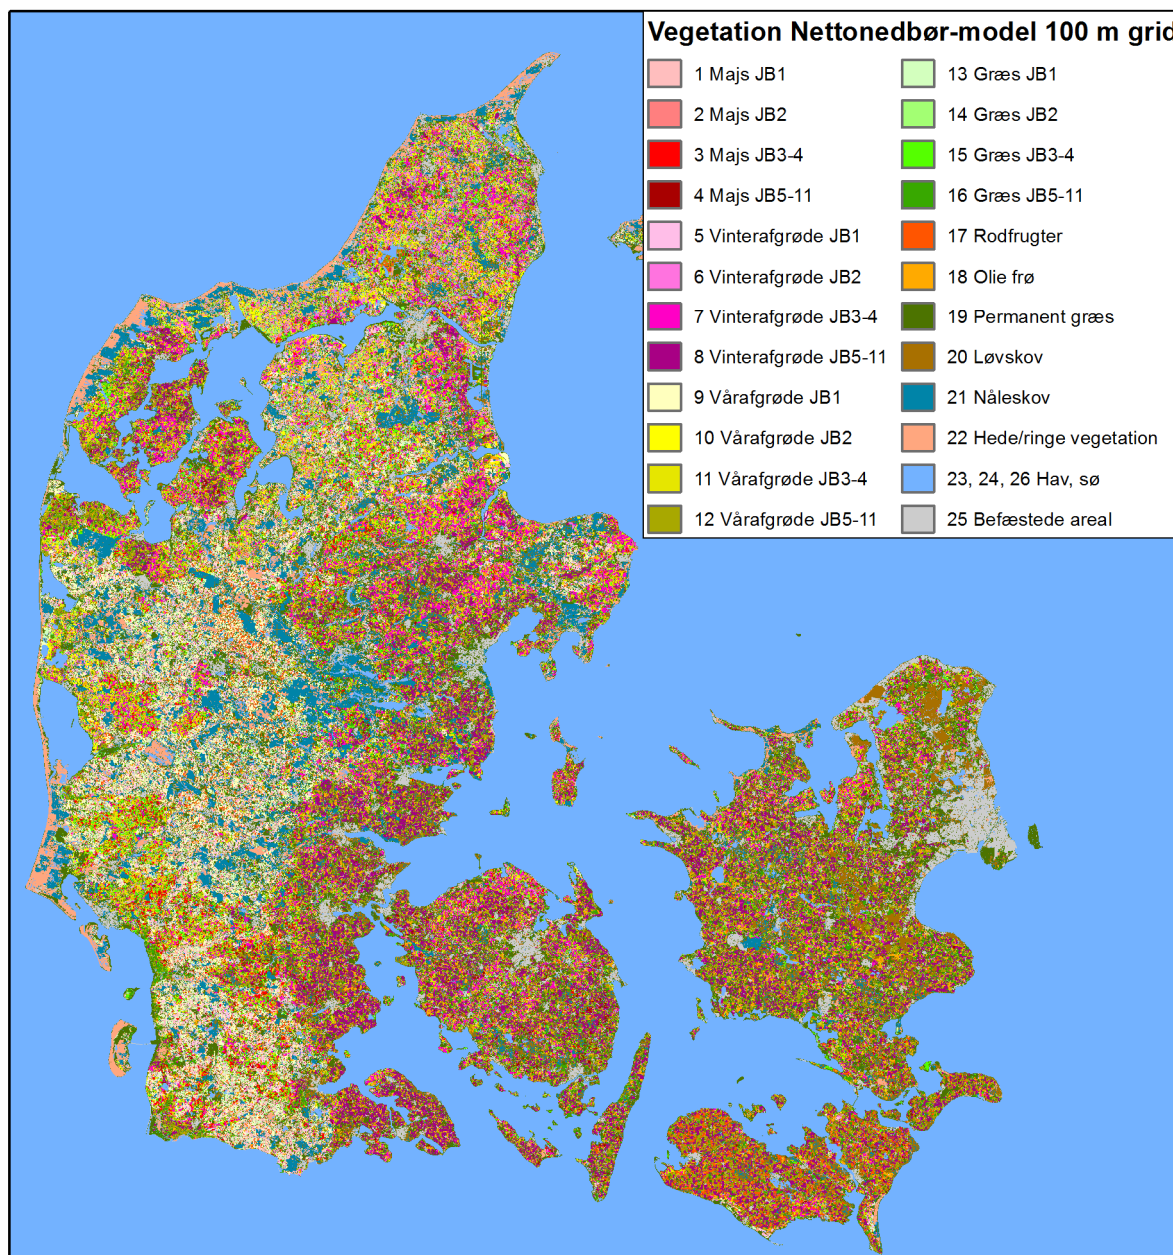 Vegetation Nettonedbør-model 100 m grid
1 Majs JB1
2 Majs JB2
3 Majs JB3-4
4 Majs JB5-11
5 Vinterafgrøde JB1
6 Vinterafgrøde JB2
7 Vinterafgrøde JB3-4
8 Vinterafgrøde JB5-11
9 Vårafgrøde JB1
10 Vårafgrøde JB2
11 Vårafgrøde JB3-4
12 Vårafgrøde JB5-11
13 Græs JB1
14 Græs JB2
15 Græs JB3-4
16 Græs JB5-11
17 Rodfrugter
18 Olie frø
19 Permanent græs
20 Løvskov
21 Nåleskov
22 Hede/ringe vegetation
23, 24, 26 Hav, sø
25 Befæstede areal